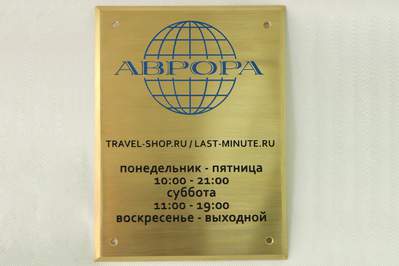 АВРОРА
TRAVEL-SHOP.RU / LAST-MINUTE.RU
понедельник - пятница
10:00 - 21:00
суббота
11:00 - 19:00
воскресенье - выходной